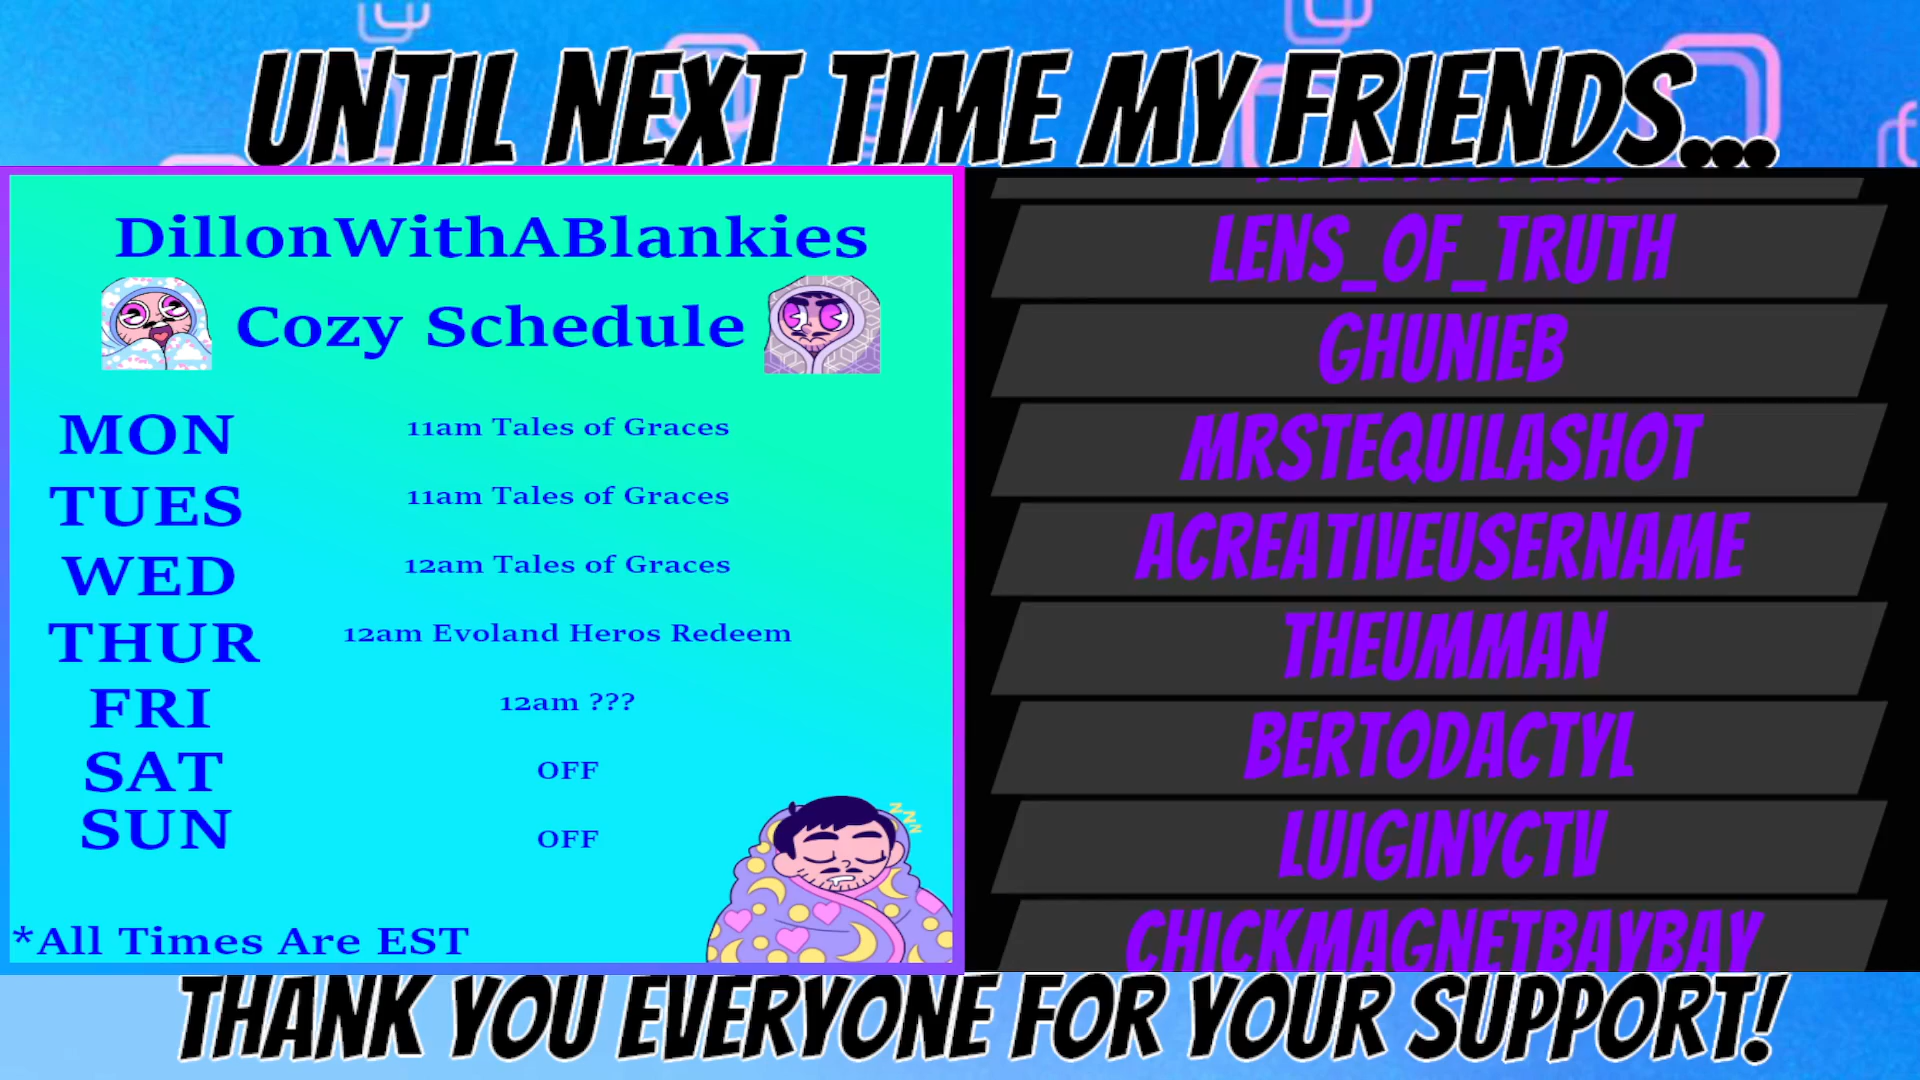 UNTIL NEXT TIME MY FRIENDS...
DillonWithABlankies
Cozy Schedule
MON 11am Tales of Graces
TUES 11am Tales of Graces
WED 12am Tales of Graces
THUR 12am Evoland Heros Redeem
FRI 12am ???
SAT OFF
SUN OFF
ZZZ
*All Times Are EST
LENS_OF_TRUTH
GHUNIEB
MRSTEQUILASHOT
ACREATIVEUSERNAME
THEUMMAN
BERTODACTYL
LUIGINYCTV
CHICKMAGNETBAYBAY
THANK YOU EVERYONE FOR YOUR SUPPORT!